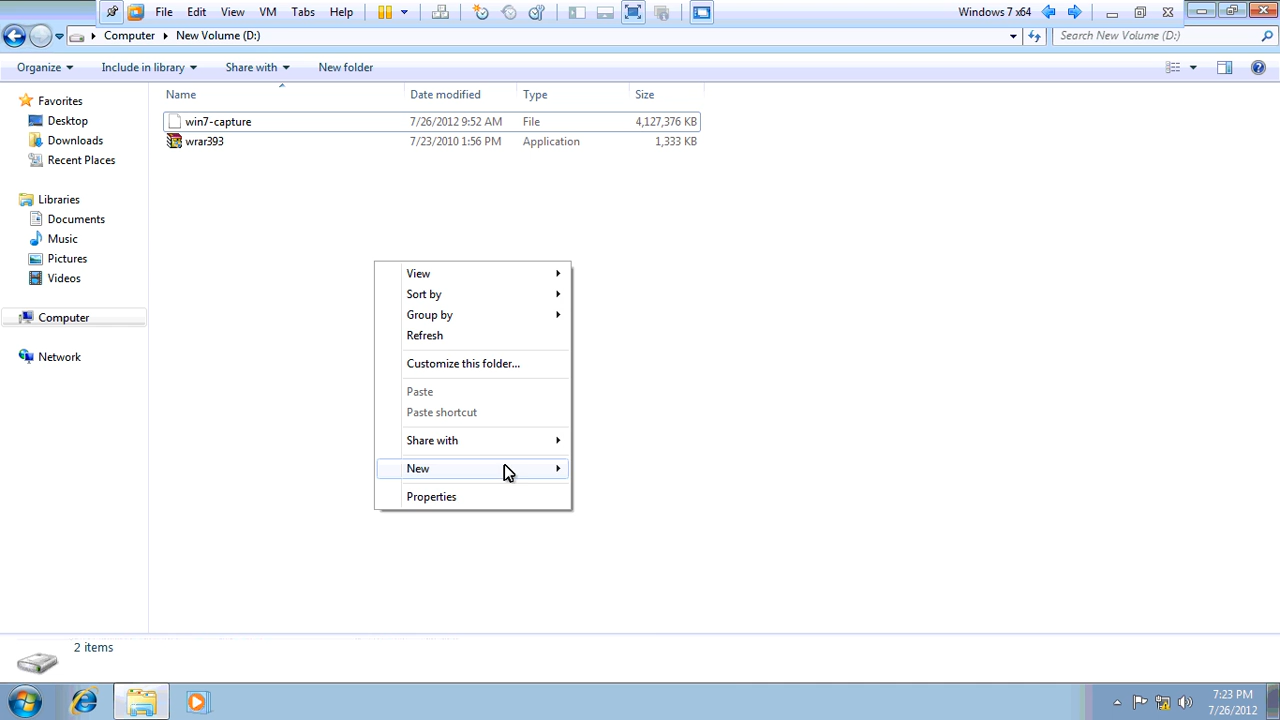 File Edit View VM Tabs Help Windows 7 x64
Computer New Volume (D:) Search New Volume (D:)
Organize Include in library Share with New folder
Name Date modified Type Size
win7-capture 7/26/2012 9:52 AM File 4,127,376 KB
wrar393 7/23/2010 1:56 PM Application 1,333 KB
Favorites
Desktop
Downloads
Recent Places
Libraries
Documents
Music
Pictures
Videos
Computer
Network
View
Sort by
Group by
Refresh
Customize this folder...
Paste
Paste shortcut
Share with
New
Properties
2 items
7:23 PM
7/26/2012